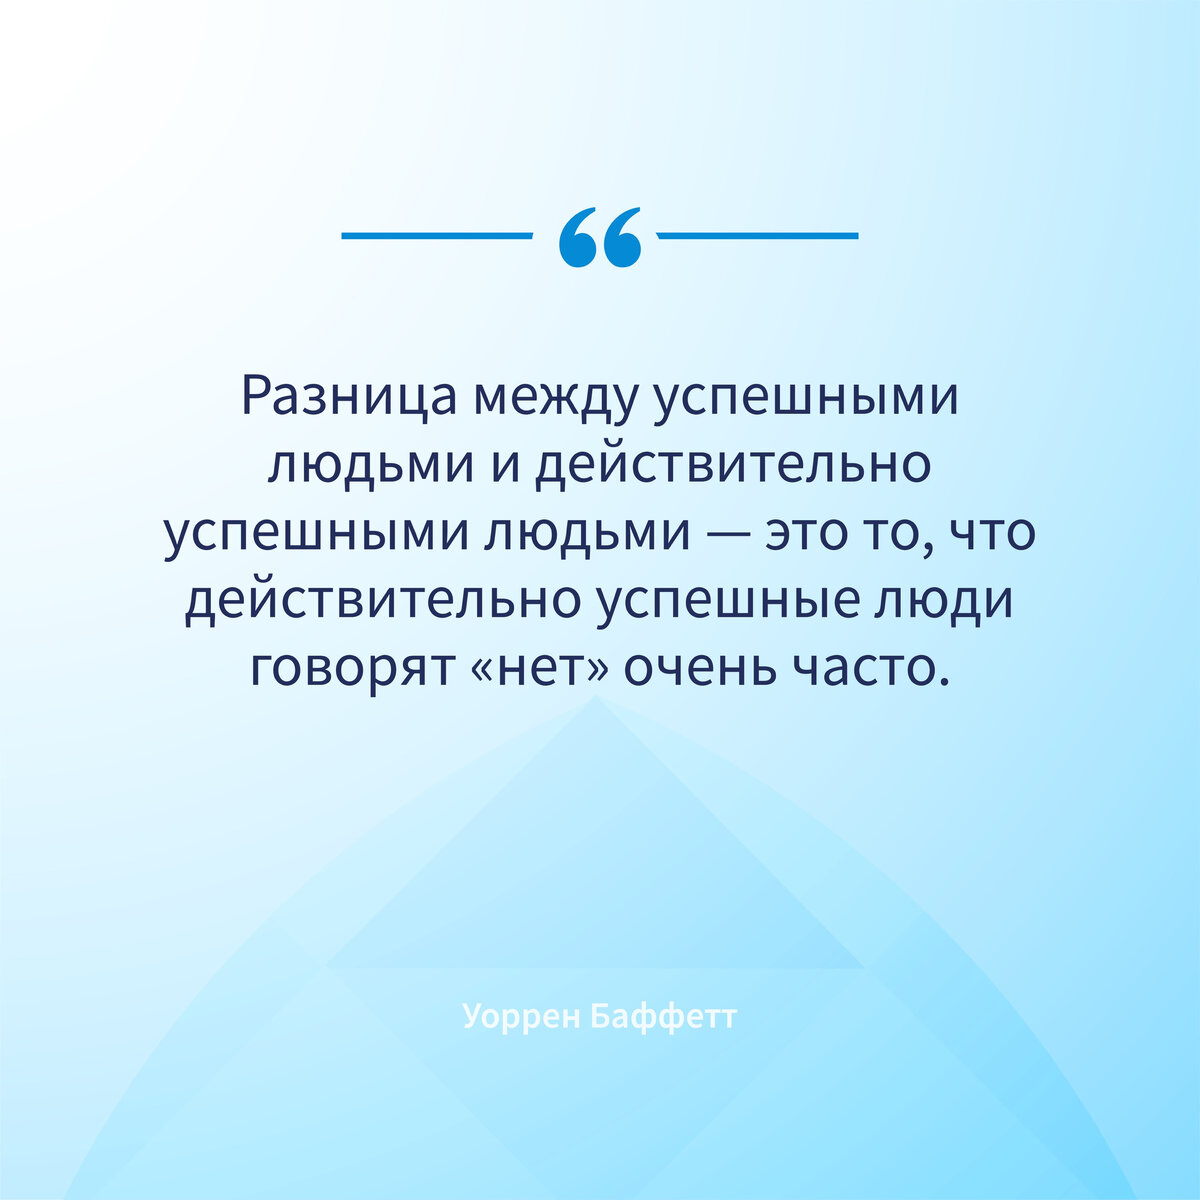 “
Разница между успешными
людьми и действительно
успешными людьми — это то, что
действительно успешные люди
говорят «нет» очень часто.
Уоррен Баффетт